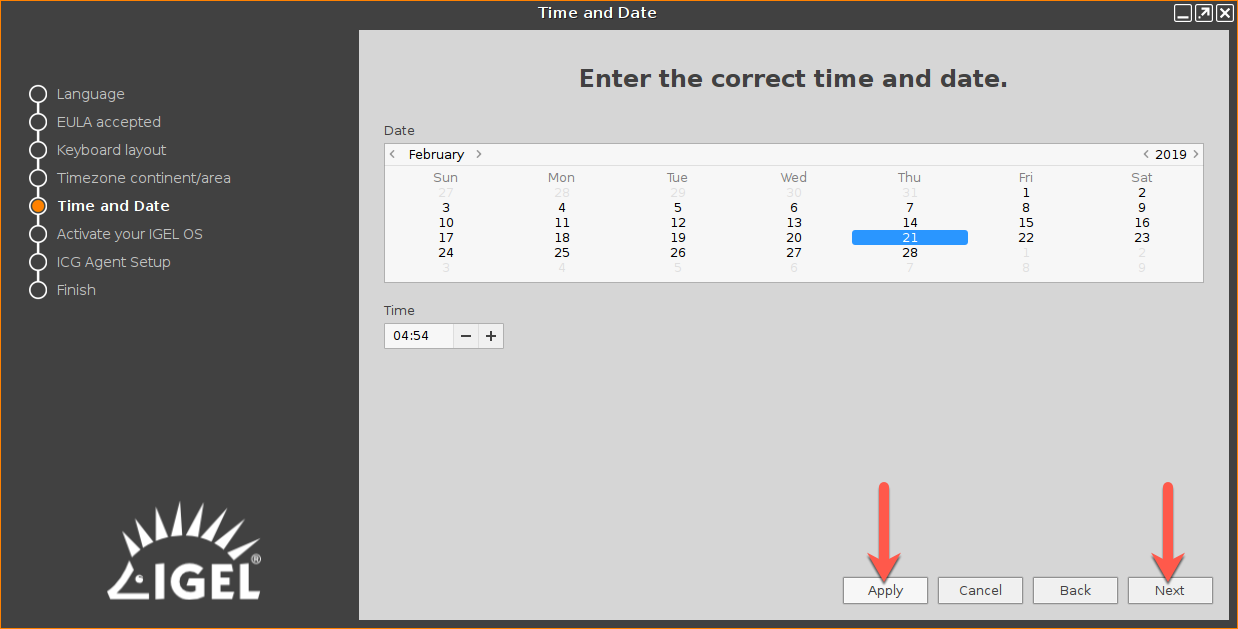 Time and Date
Language
EULA accepted
Keyboard layout
Timezone continent/area
Time and Date
Activate your IGEL OS
ICG Agent Setup
Finish
IGEL®
Enter the correct time and date.
Date
< February > < 2019 >
Sun Mon Tue Wed Thu Fri Sat
27 28 29 30 31 1 2
3 4 5 6 7 8 9
10 11 12 13 14 15 16
17 18 19 20 21 22 23
24 25 26 27 28 1 2
3 4 5 6 7 8 9
Time
04:54 − +
Apply Cancel Back Next